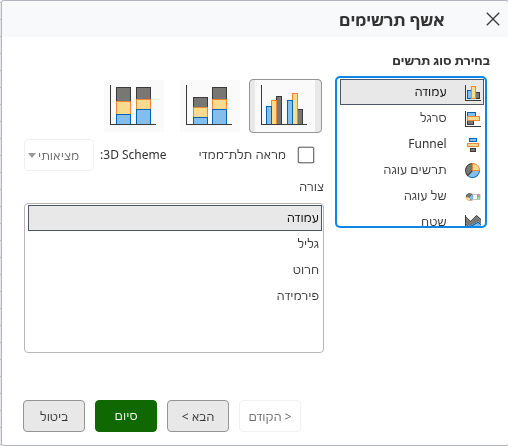 אשף תרשימים
בחירת סוג תרשים
עמודה
סרגל
Funnel
תרשים עוגה
של עוגה
שטח
מראה תלת־ממדי
3D Scheme:
מציאותי
צורה
עמודה
גליל
חרוט
פירמידה
< הקודם
הבא >
סיום
ביטול